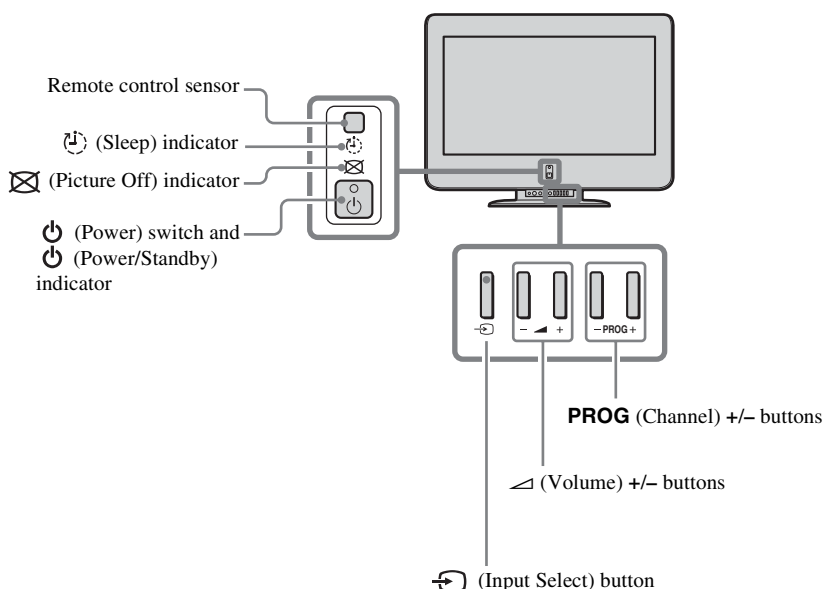 Remote control sensor
(Sleep) indicator
(Picture Off) indicator
(Power) switch and
(Power/Standby)
indicator
– +
– PROG +
PROG (Channel) +/– buttons
(Volume) +/– buttons
(Input Select) button